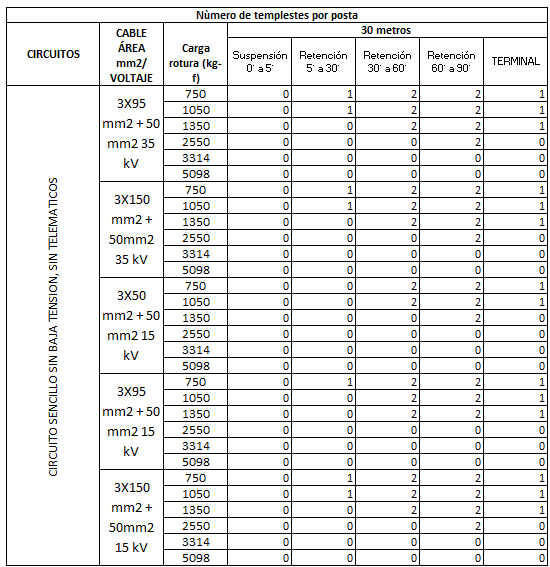 Nùmero de templestes por posta
CIRCUITOS
CABLE
ÁREA
mm2/
VOLTAJE
Carga
rotura (kg-
f)
30 metros
Suspensión
0° a 5°
Retención
5° a 30°
Retención
30° a 60°
Retención
60° a 90°
TERMINAL
CIRCUITO SENCILLO SIN BAJA TENSION, SIN TELEMATICOS
3X95
mm2 + 50
mm2 35
kV
750 0 1 2 2 1
1050 0 1 2 2 1
1350 0 0 2 2 1
2550 0 0 0 2 0
3314 0 0 0 0 0
5098 0 0 0 0 0
3X150
mm2 +
50mm2
35 kV
750 0 1 2 2 1
1050 0 1 2 2 1
1350 0 0 2 2 1
2550 0 0 0 2 0
3314 0 0 0 0 0
5098 0 0 0 0 0
3X50
mm2 + 50
mm2 15
kV
750 0 0 2 2 1
1050 0 0 2 2 1
1350 0 0 0 2 0
2550 0 0 0 0 0
3314 0 0 0 0 0
5098 0 0 0 0 0
3X95
mm2 + 50
mm2 15
kV
750 0 1 2 2 1
1050 0 0 2 2 1
1350 0 0 2 2 1
2550 0 0 0 0 0
3314 0 0 0 0 0
5098 0 0 0 0 0
3X150
mm2 +
50mm2
15 kV
750 0 1 2 2 1
1050 0 1 2 2 1
1350 0 0 2 2 1
2550 0 0 0 2 0
3314 0 0 0 0 0
5098 0 0 0 0 0